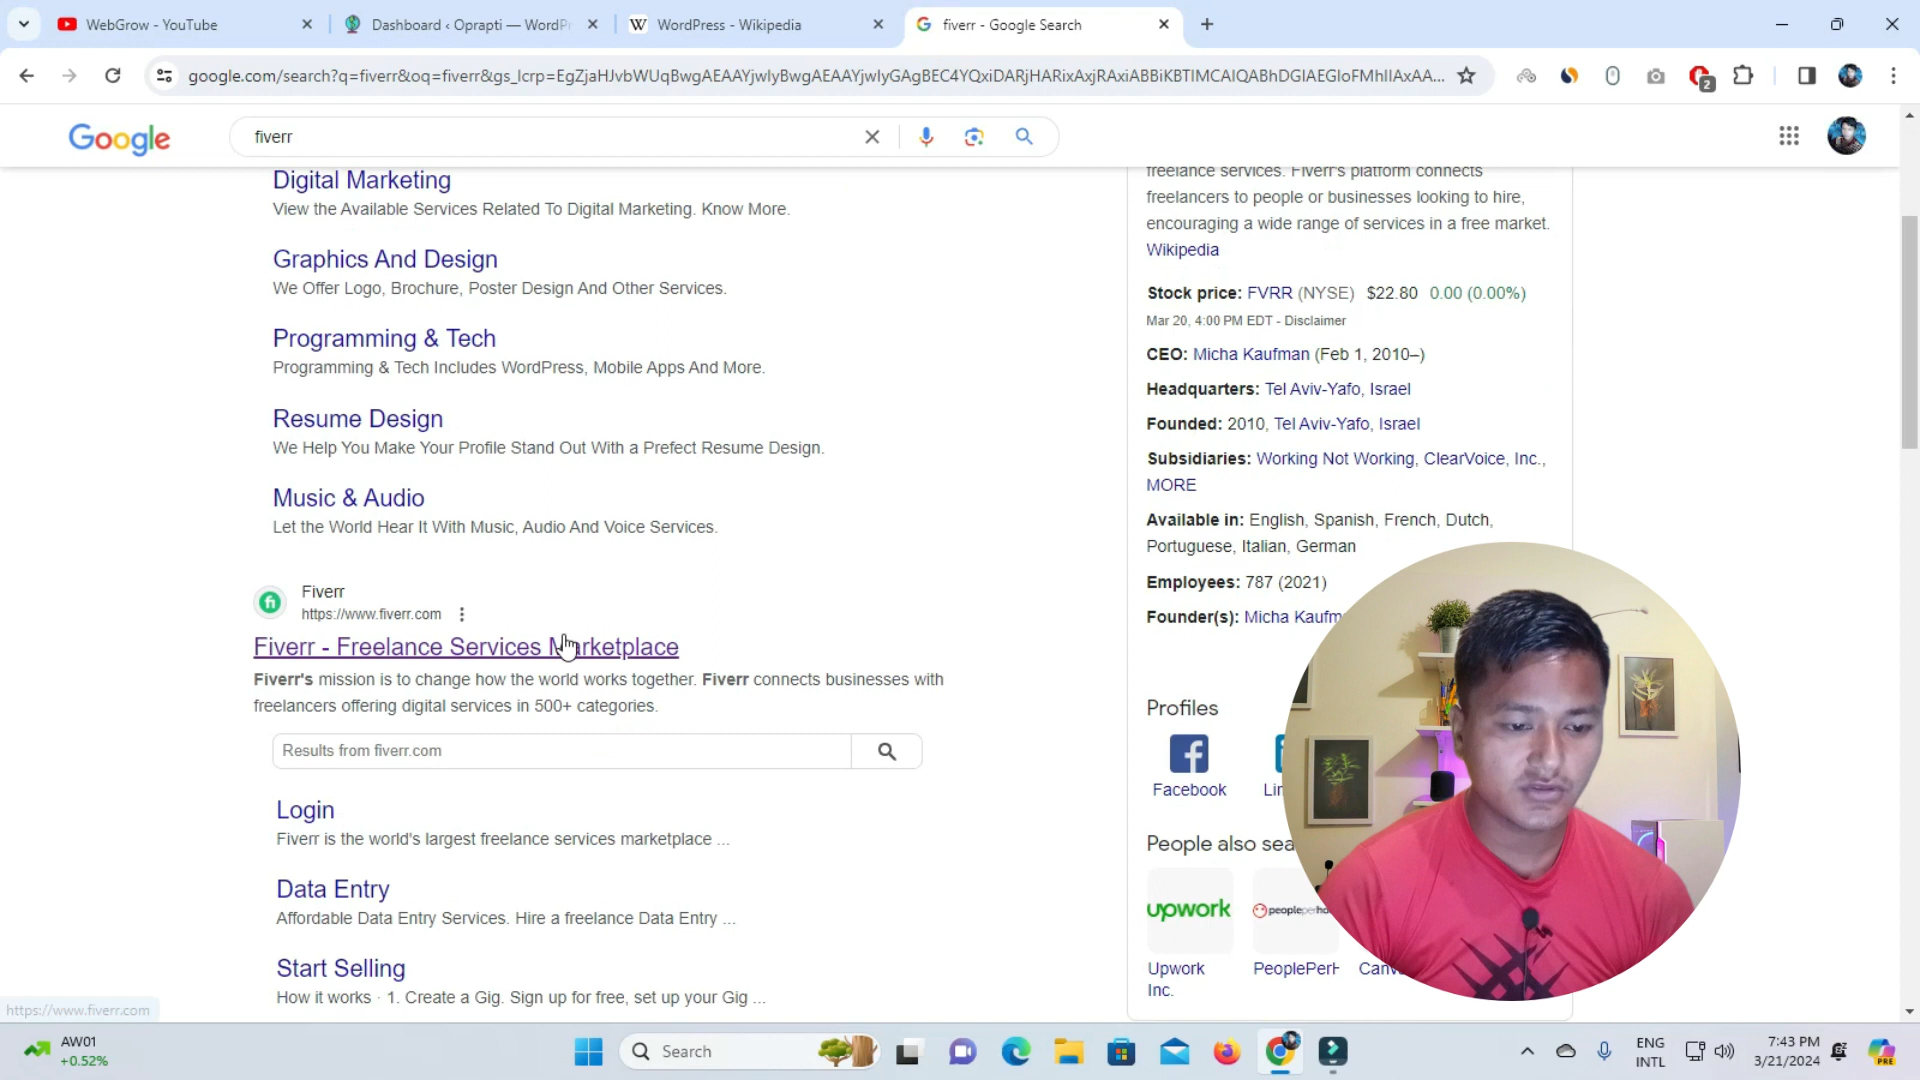 WebGrow - YouTube
Dashboard ‹ Oprapti — WordPr
WordPress - Wikipedia
fiverr - Google Search
google.com/search?q=fiverr&oq=fiverr&gs_lcrp=EgZjaHJvbWUqBwgAEAAYjwIyBwgAEAAYjwIyGAgBEC4YQxiDARjHARixAxjRAxiABBiKBTIMCAIQABhDGIAEGIoFMhIIAxAA...
2
Google
fiverr
Digital Marketing
View the Available Services Related To Digital Marketing. Know More.
Graphics And Design
We Offer Logo, Brochure, Poster Design And Other Services.
Programming & Tech
Programming & Tech Includes WordPress, Mobile Apps And More.
Resume Design
We Help You Make Your Profile Stand Out With a Prefect Resume Design.
Music & Audio
Let the World Hear It With Music, Audio And Voice Services.
Fiverr
https://www.fiverr.com
Fiverr - Freelance Services Marketplace
Fiverr's mission is to change how the world works together. Fiverr connects businesses with
freelancers offering digital services in 500+ categories.
Results from fiverr.com
Login
Fiverr is the world's largest freelance services marketplace ...
Data Entry
Affordable Data Entry Services. Hire a freelance Data Entry ...
Start Selling
How it works · 1. Create a Gig. Sign up for free, set up your Gig ...
https://www.fiverr.com
freelance services. Fiverr's platform connects
freelancers to people or businesses looking to hire,
encouraging a wide range of services in a free market.
Wikipedia
Stock price: FVRR (NYSE) $22.80 0.00 (0.00%)
Mar 20, 4:00 PM EDT - Disclaimer
CEO: Micha Kaufman (Feb 1, 2010–)
Headquarters: Tel Aviv-Yafo, Israel
Founded: 2010, Tel Aviv-Yafo, Israel
Subsidiaries: Working Not Working, ClearVoice, Inc.,
MORE
Available in: English, Spanish, French, Dutch,
Portuguese, Italian, German
Employees: 787 (2021)
Founder(s): Micha Kaufm
Profiles
Facebook
Lin
People also sea
upwork
peopleperho
Upwork
Inc.
PeoplePerH
Canv
AW01
+0.52%
Search
ENG
INTL
7:43 PM
3/21/2024
PRE